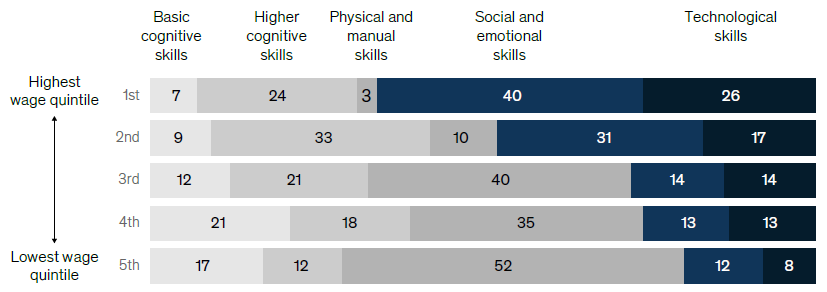 Basic
cognitive
skills
Higher
cognitive
skills
Physical and
manual
skills
Social and
emotional
skills
Technological
skills
Highest
wage quintile
1st 7 24 3 40 26
2nd 9 33 10 31 17
3rd 12 21 40 14 14
4th 21 18 35 13 13
Lowest wage
quintile
5th 17 12 52 12 8